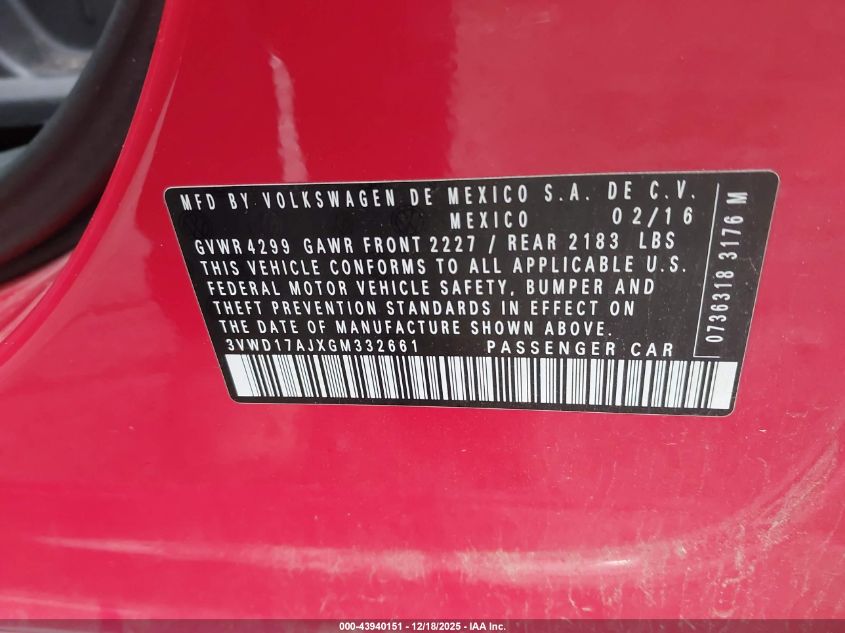 MFD BY VOLKSWAGEN DE MEXICO S.A. DE C.V.
MEXICO 02/16
GVWR 4299 GAWR FRONT 2227 / REAR 2183 LBS
THIS VEHICLE CONFORMS TO ALL APPLICABLE U.S.
FEDERAL MOTOR VEHICLE SAFETY, BUMPER AND
THEFT PREVENTION STANDARDS IN EFFECT ON
THE DATE OF MANUFACTURE SHOWN ABOVE.
3VWD17AJXGM332661 PASSENGER CAR
0736318 3176 M
000-43940151 - 12/18/2025 - IAA Inc.